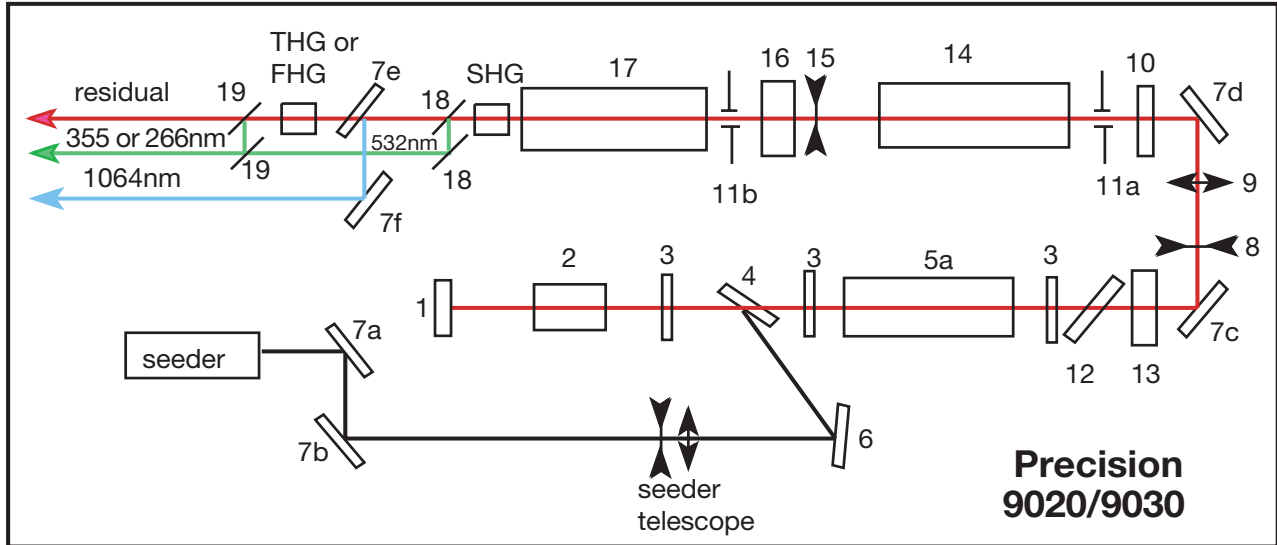 THG or
FHG
7e
SHG
17
16
15
14
10
7d
residual
19
18
355 or 266nm
532nm
19
18
11b
11a
9
1064nm
7f
8
2
3
4
3
5a
3
1
7a
seeder
7c
12
13
7b
6
seeder
telescope
Precision
9020/9030